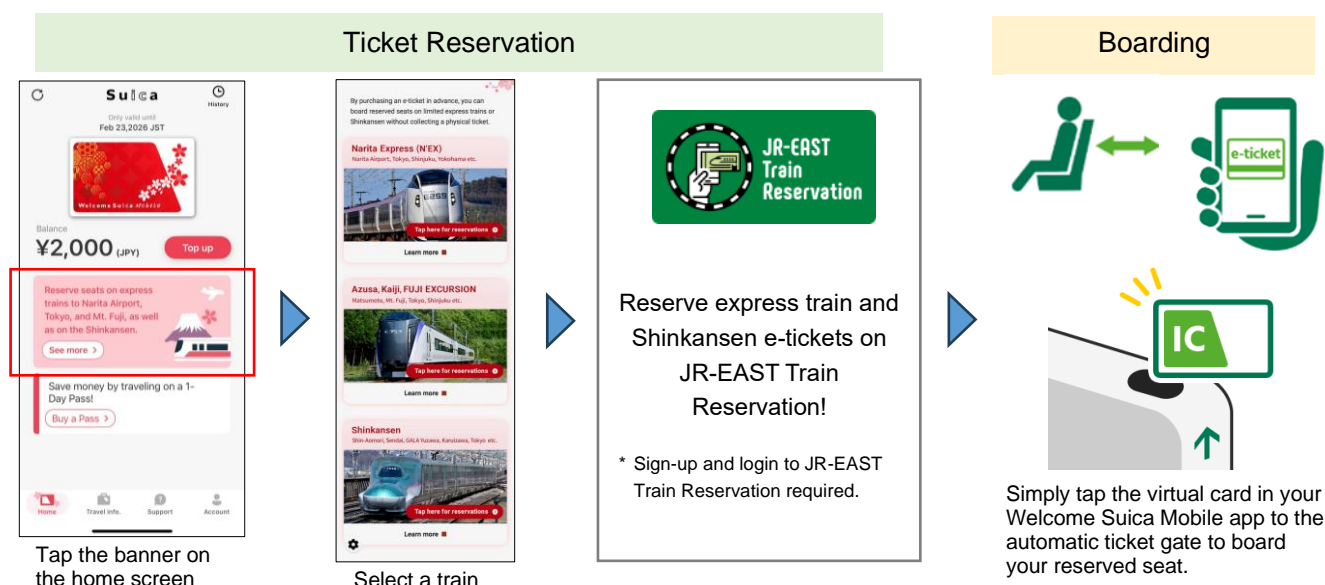 Ticket Reservation
Boarding
Suica
History
Only valid until
Feb 23,2026 JST
Welcome Suica Mobile
Balance
¥2,000 (JPY)
Top up
Reserve seats on express
trains to Narita Airport,
Tokyo, and Mt. Fuji, as well
as on the Shinkansen.
See more >
Save money by traveling on a 1-
Day Pass!
Buy a Pass >
Home
Travel info.
Support
Account
Tap the banner on
the home screen
By purchasing an e-ticket in advance, you can
board reserved seats on limited express trains or
Shinkansen without collecting a physical ticket.
Narita Express (N'EX)
Narita Airport, Tokyo, Shinjuku, Yokohama etc.
Tap here for reservations
Learn more
Azusa, Kaiji, FUJI EXCURSION
Matsumoto, Mt. Fuji, Tokyo, Shinjuku etc.
Tap here for reservations
Learn more
Shinkansen
Shin-Aomori, Sendai, GALA Yuzawa, Karuizawa, Tokyo etc.
Tap here for reservations
Learn more
Select a train
JR-EAST
Train
Reservation
Reserve express train and
Shinkansen e-tickets on
JR-EAST Train
Reservation!
* Sign-up and login to JR-EAST
Train Reservation required.
e-ticket
IC
Simply tap the virtual card in your
Welcome Suica Mobile app to the
automatic ticket gate to board
your reserved seat.